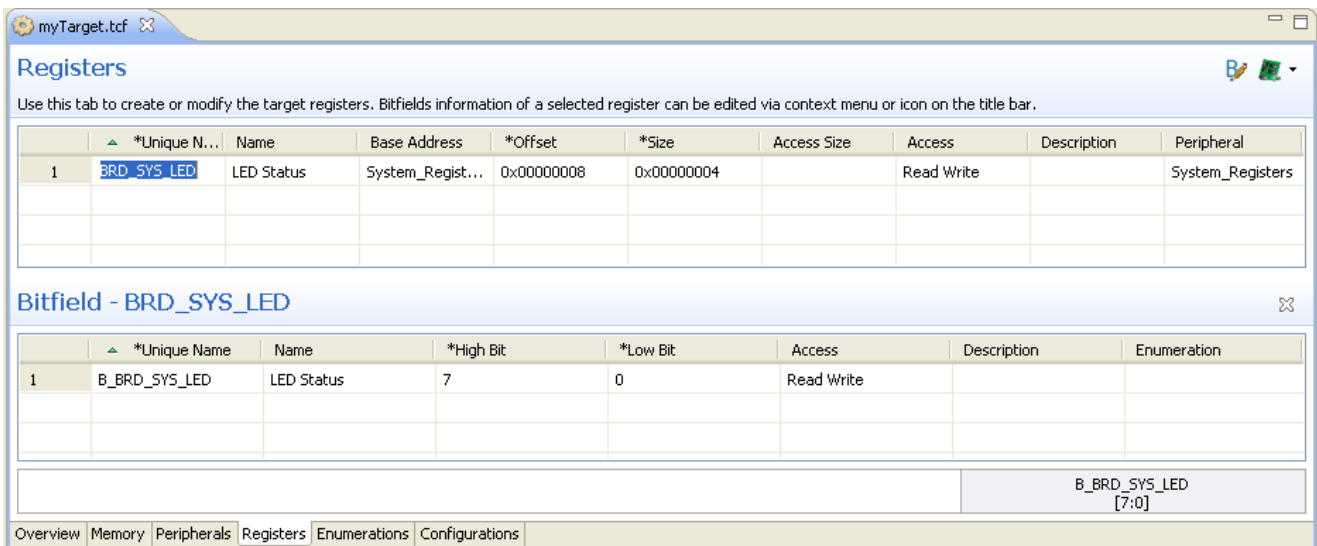 myTarget.tcf
Registers
Use this tab to create or modify the target registers. Bitfields information of a selected register can be edited via context menu or icon on the title bar.
*Unique N... Name Base Address *Offset *Size Access Size Access Description Peripheral
1 BRD_SYS_LED LED Status System_Regist... 0x00000008 0x00000004 Read Write System_Registers
Bitfield - BRD_SYS_LED
*Unique Name Name *High Bit *Low Bit Access Description Enumeration
1 B_BRD_SYS_LED LED Status 7 0 Read Write
B_BRD_SYS_LED
[7:0]
Overview Memory Peripherals Registers Enumerations Configurations